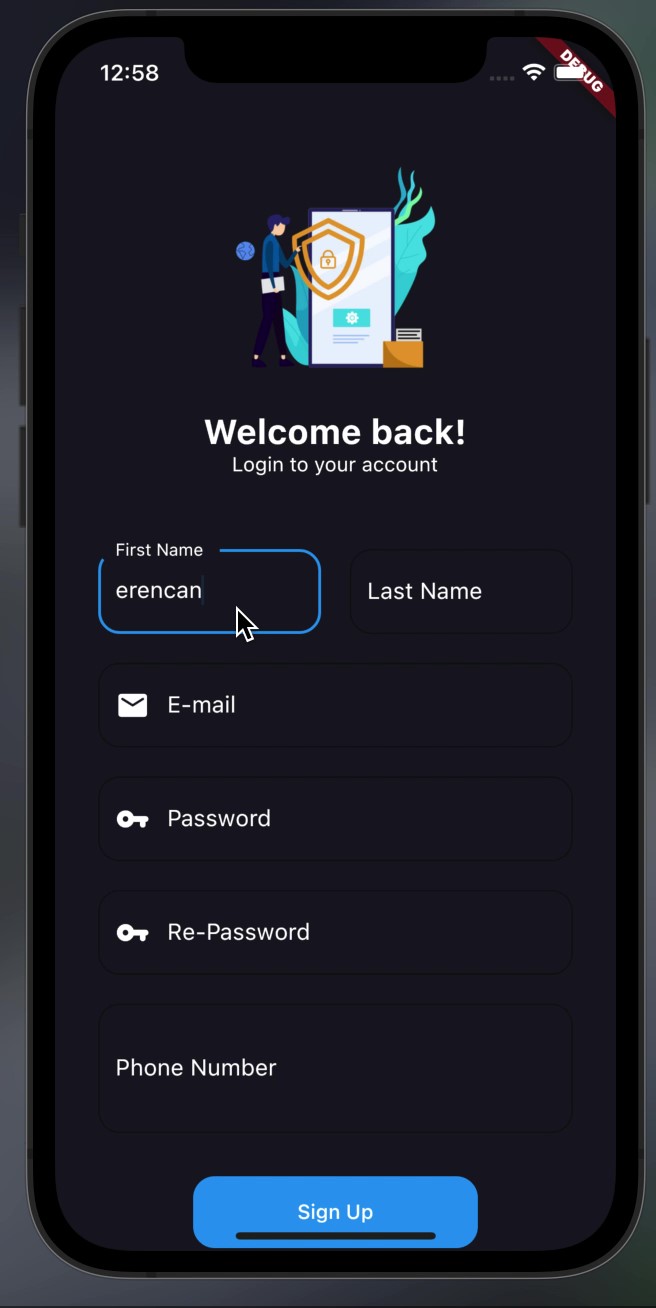 12:58
DEBUG
Welcome back!
Login to your account
First Name
erencan
Last Name
E-mail
Password
Re-Password
Phone Number
Sign Up